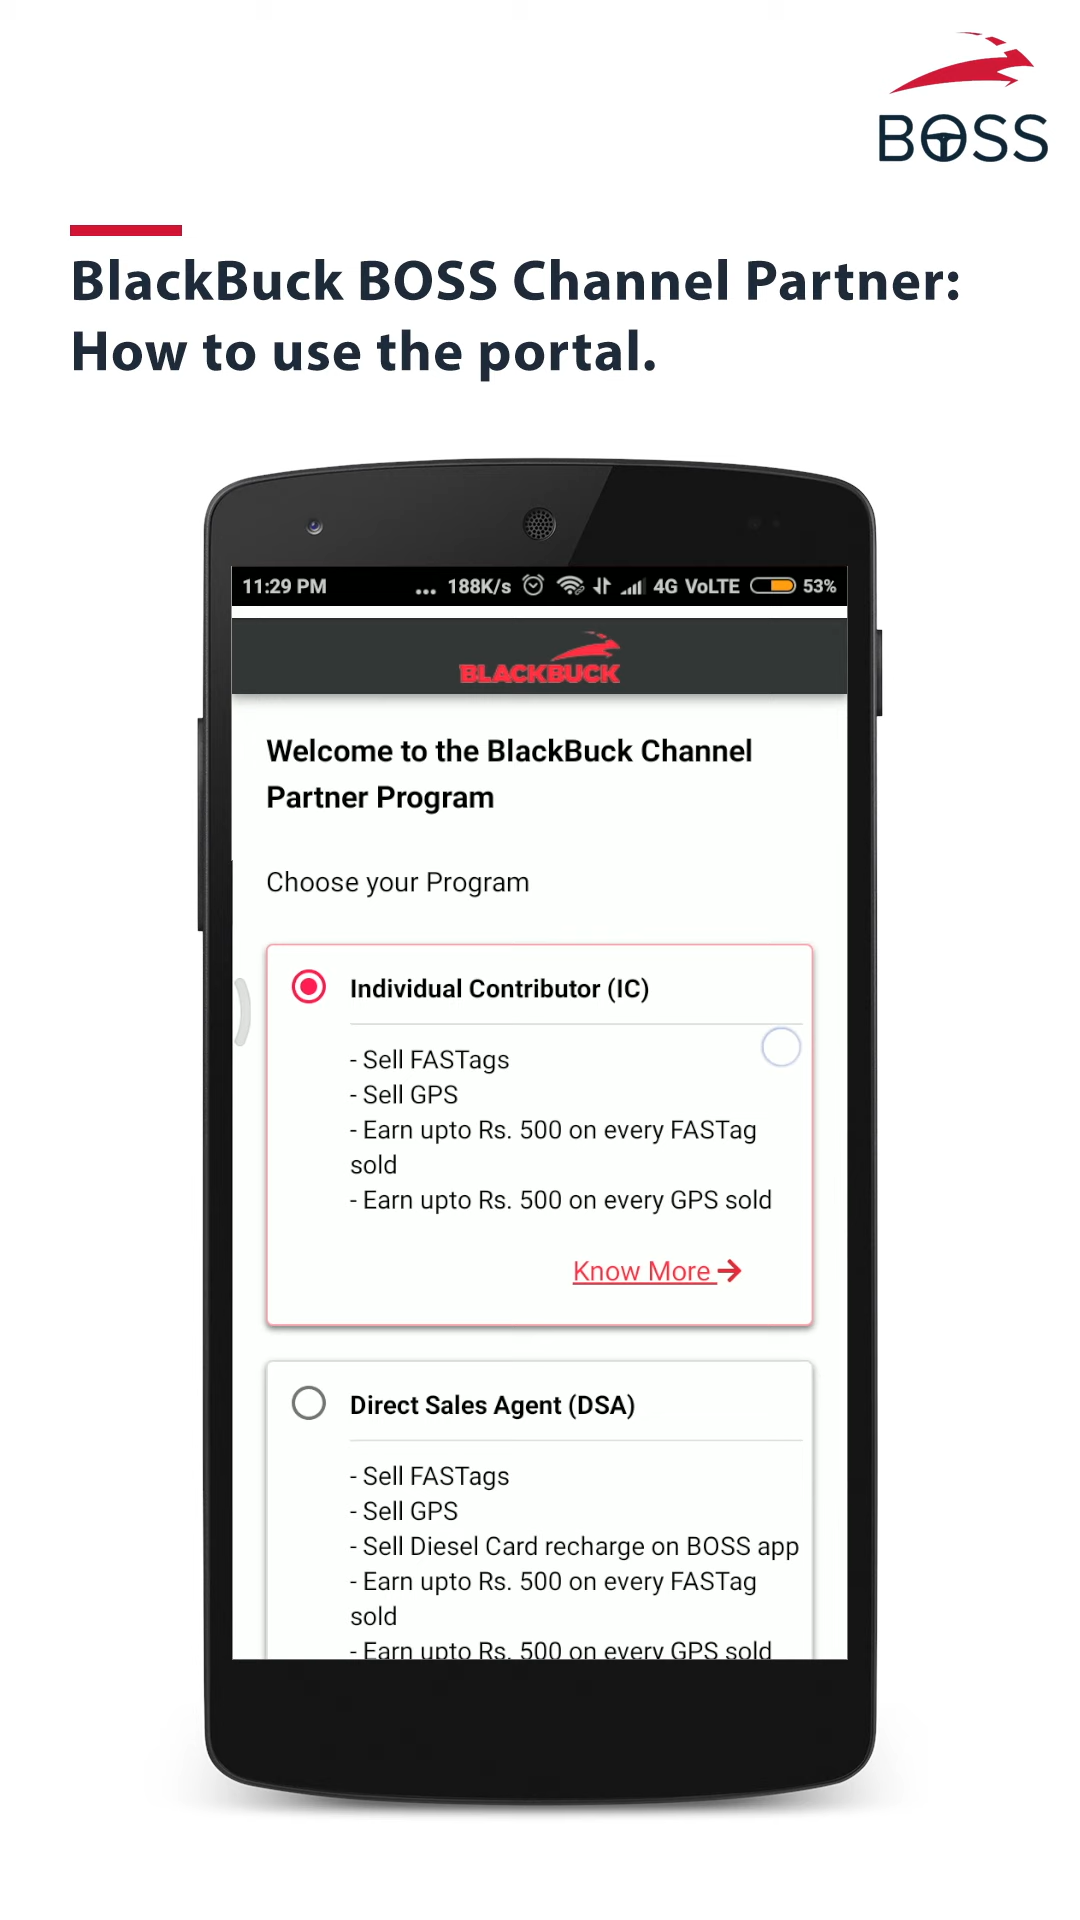 BOSS
BlackBuck BOSS Channel Partner:
How to use the portal.
11:29 PM ... 188K/s 4G VoLTE 53%
BLACKBUCK
Welcome to the BlackBuck Channel
Partner Program
Choose your Program
Individual Contributor (IC)
- Sell FASTags
- Sell GPS
- Earn upto Rs. 500 on every FASTag
sold
- Earn upto Rs. 500 on every GPS sold
Know More →
Direct Sales Agent (DSA)
- Sell FASTags
- Sell GPS
- Sell Diesel Card recharge on BOSS app
- Earn upto Rs. 500 on every FASTag
sold
- Earn upto Rs. 500 on every GPS sold